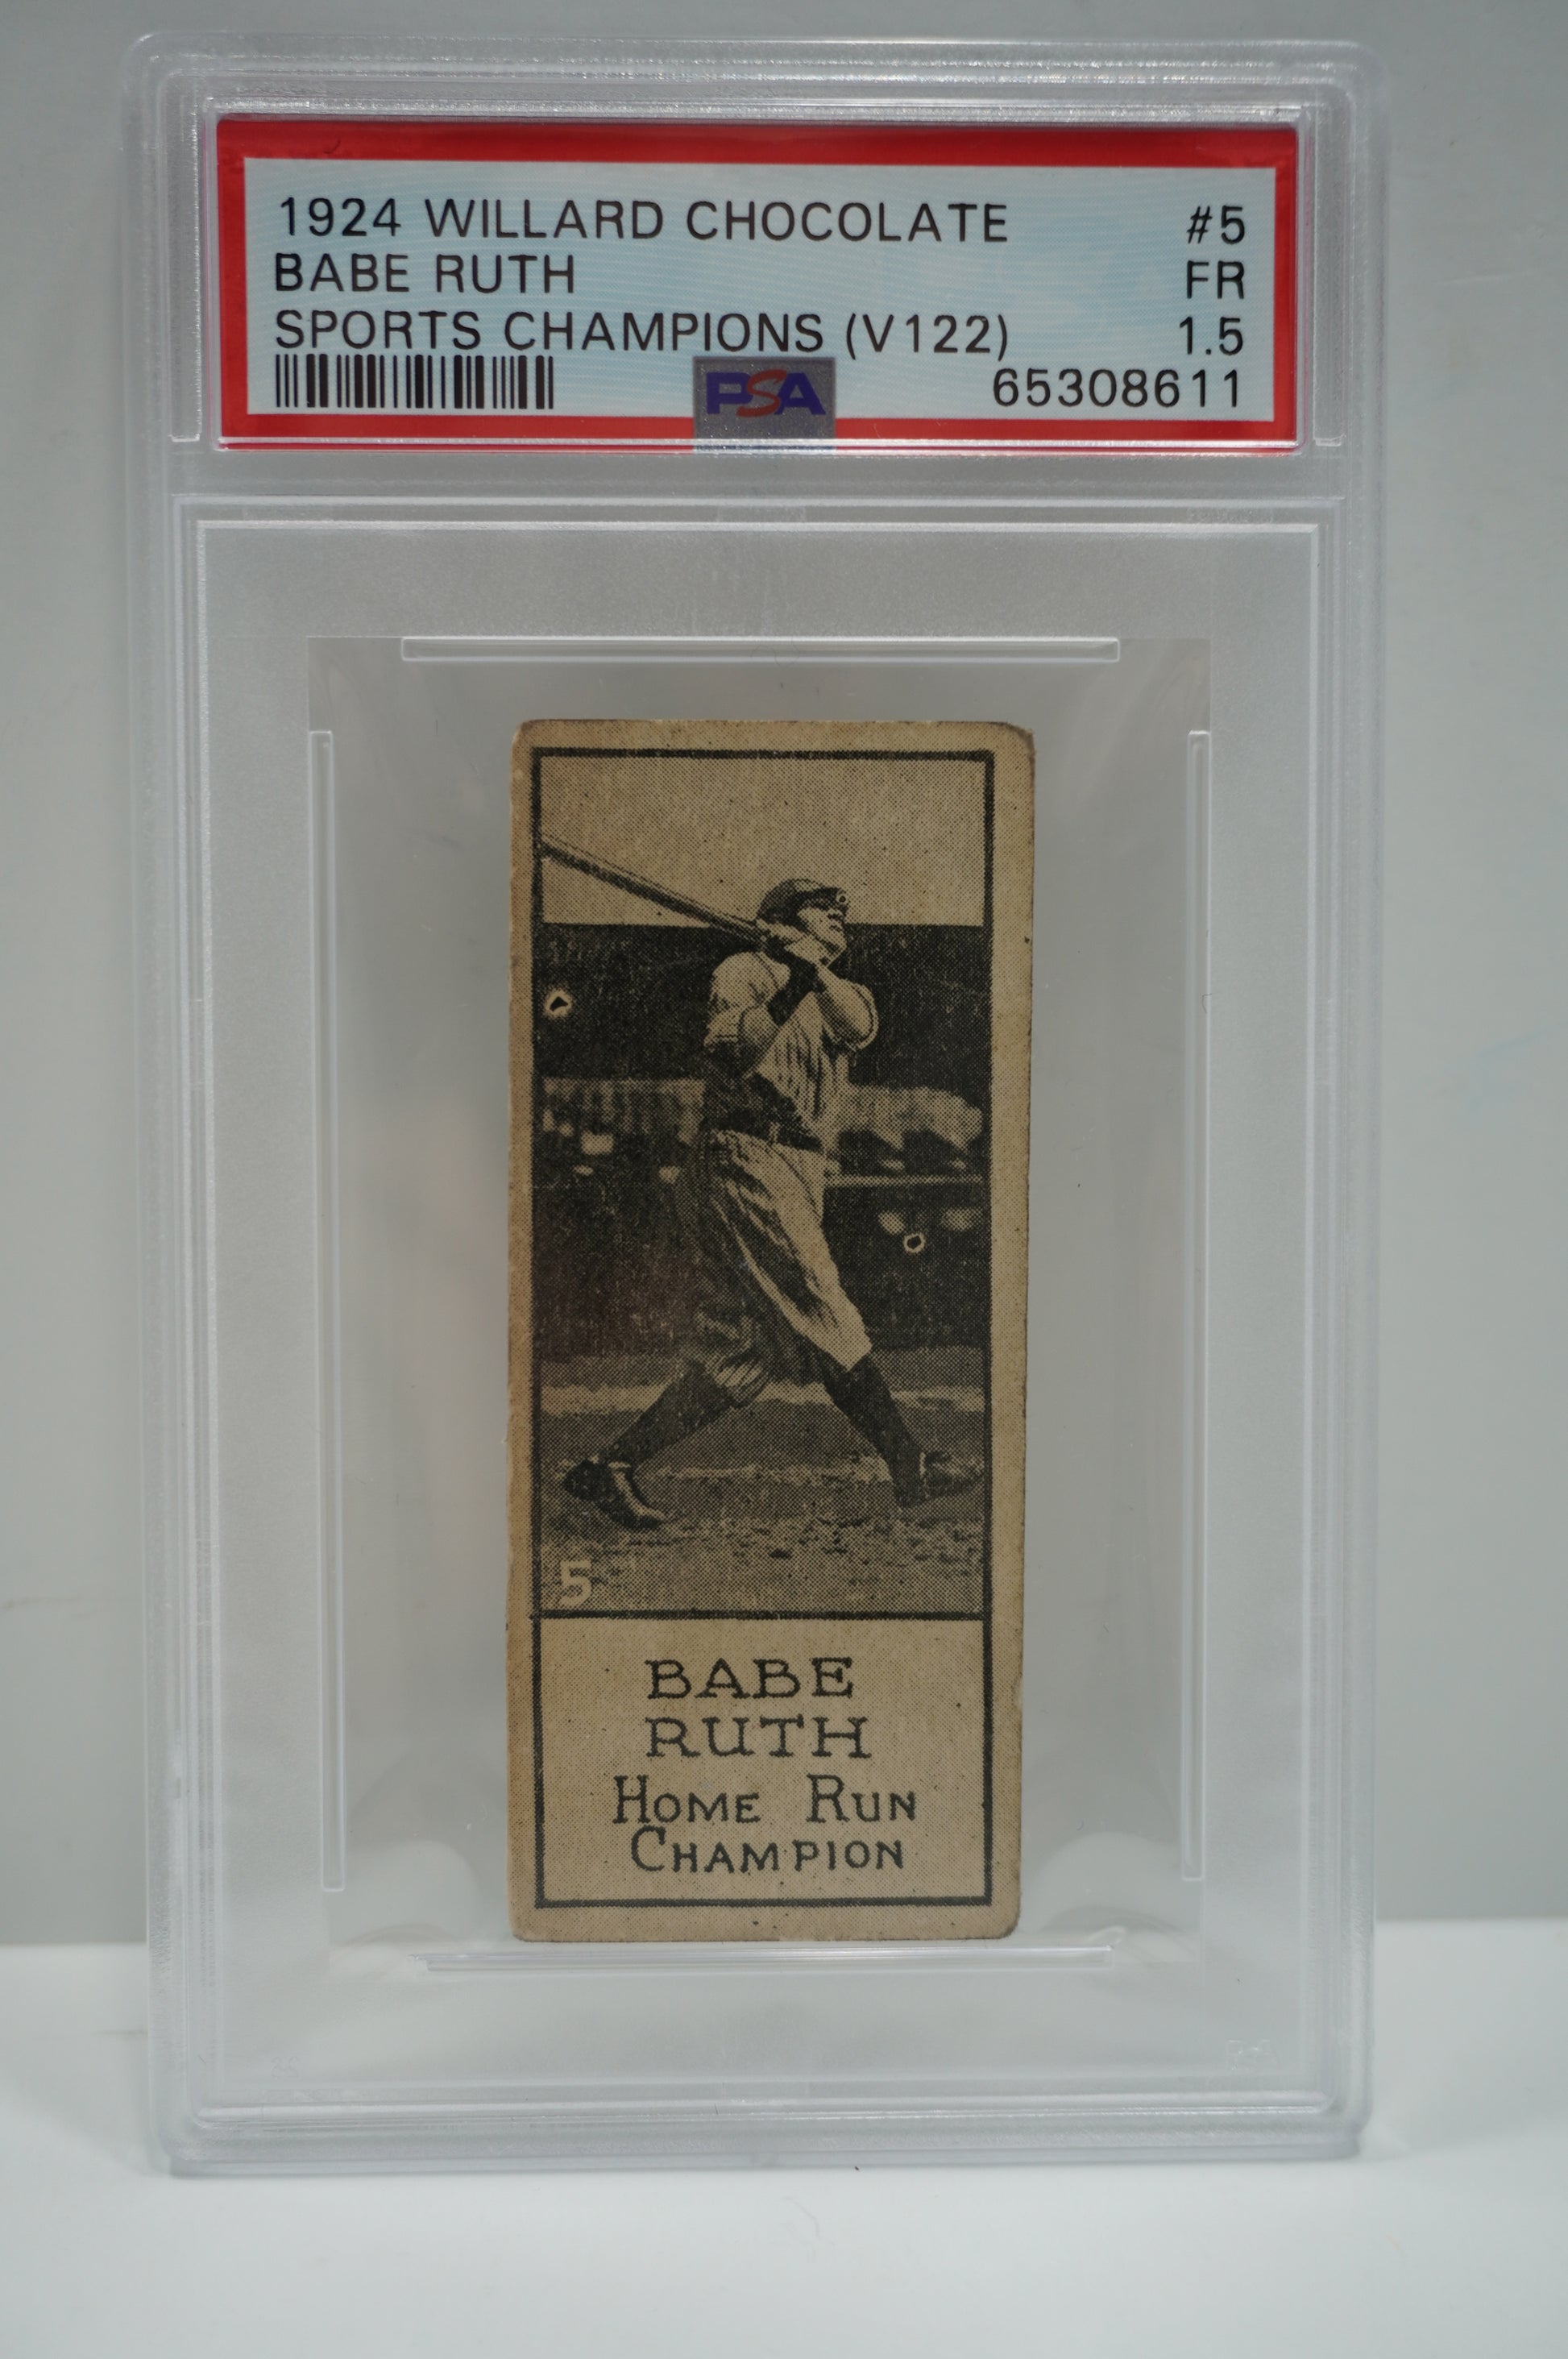 1924 WILLARD CHOCOLATE #5
BABE RUTH FR
SPORTS CHAMPIONS (V122) 1.5
PSA 65308611
5
BABE
RUTH
HOME RUN
CHAMPION